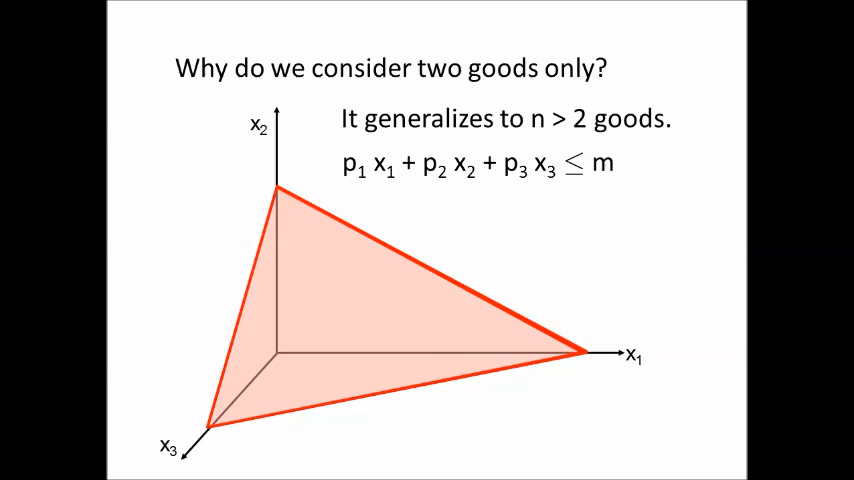 Why do we consider two goods only?
It generalizes to n > 2 goods.
x₂
p₁ x₁ + p₂ x₂ + p₃ x₃ ≤ m
x₁
x₃